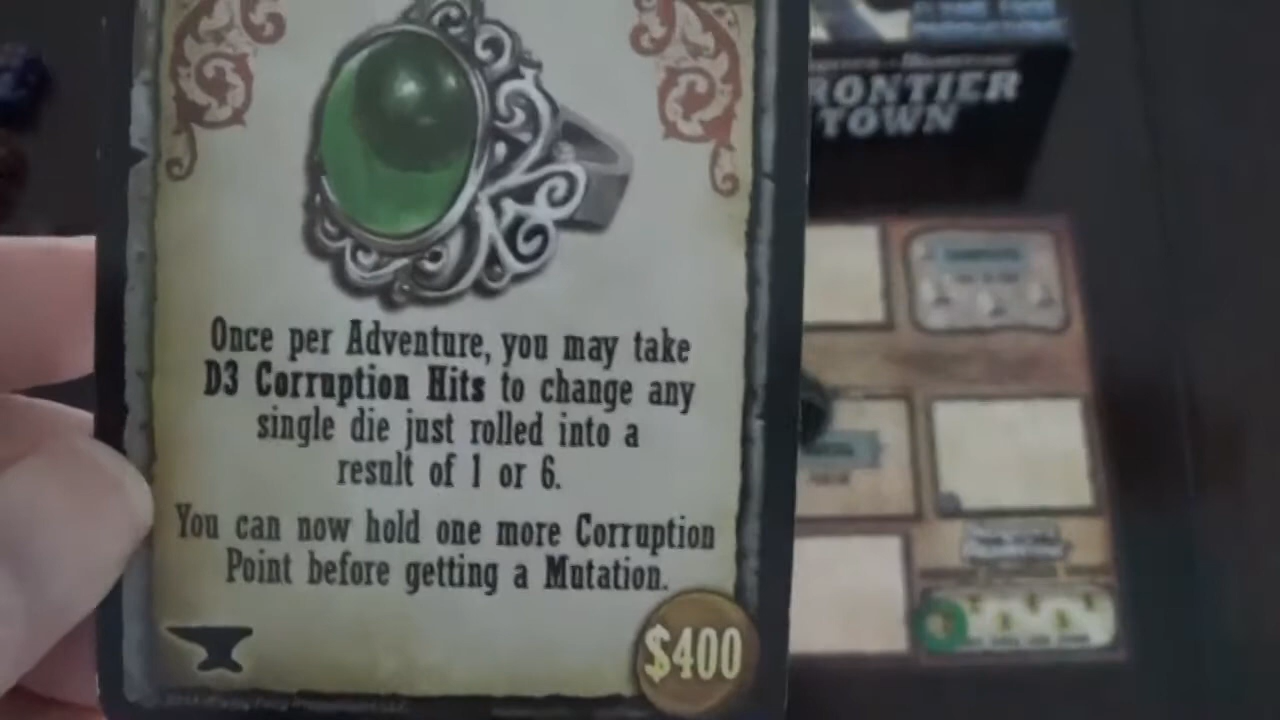 RONTIER
TOWN
Once per Adventure, you may take
D3 Corruption Hits to change any
single die just rolled into a
result of 1 or 6.
You can now hold one more Corruption
Point before getting a Mutation.
$400